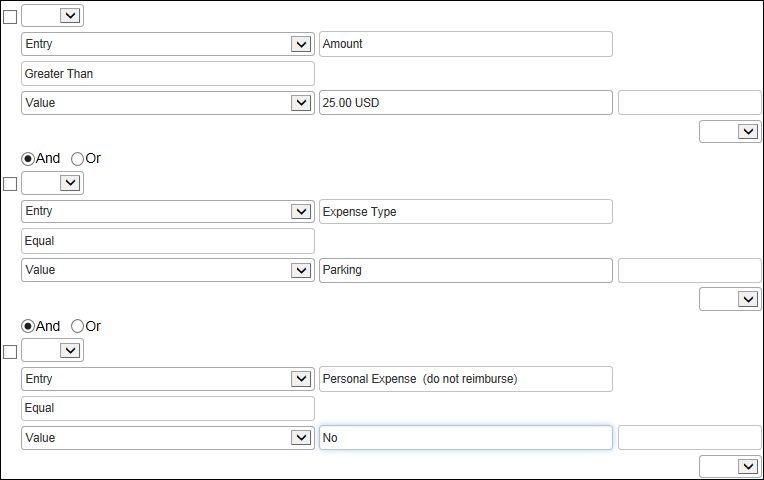 Entry Amount
Greater Than
Value 25.00 USD
And Or
Entry Expense Type
Equal
Value Parking
And Or
Entry Personal Expense (do not reimburse)
Equal
Value No